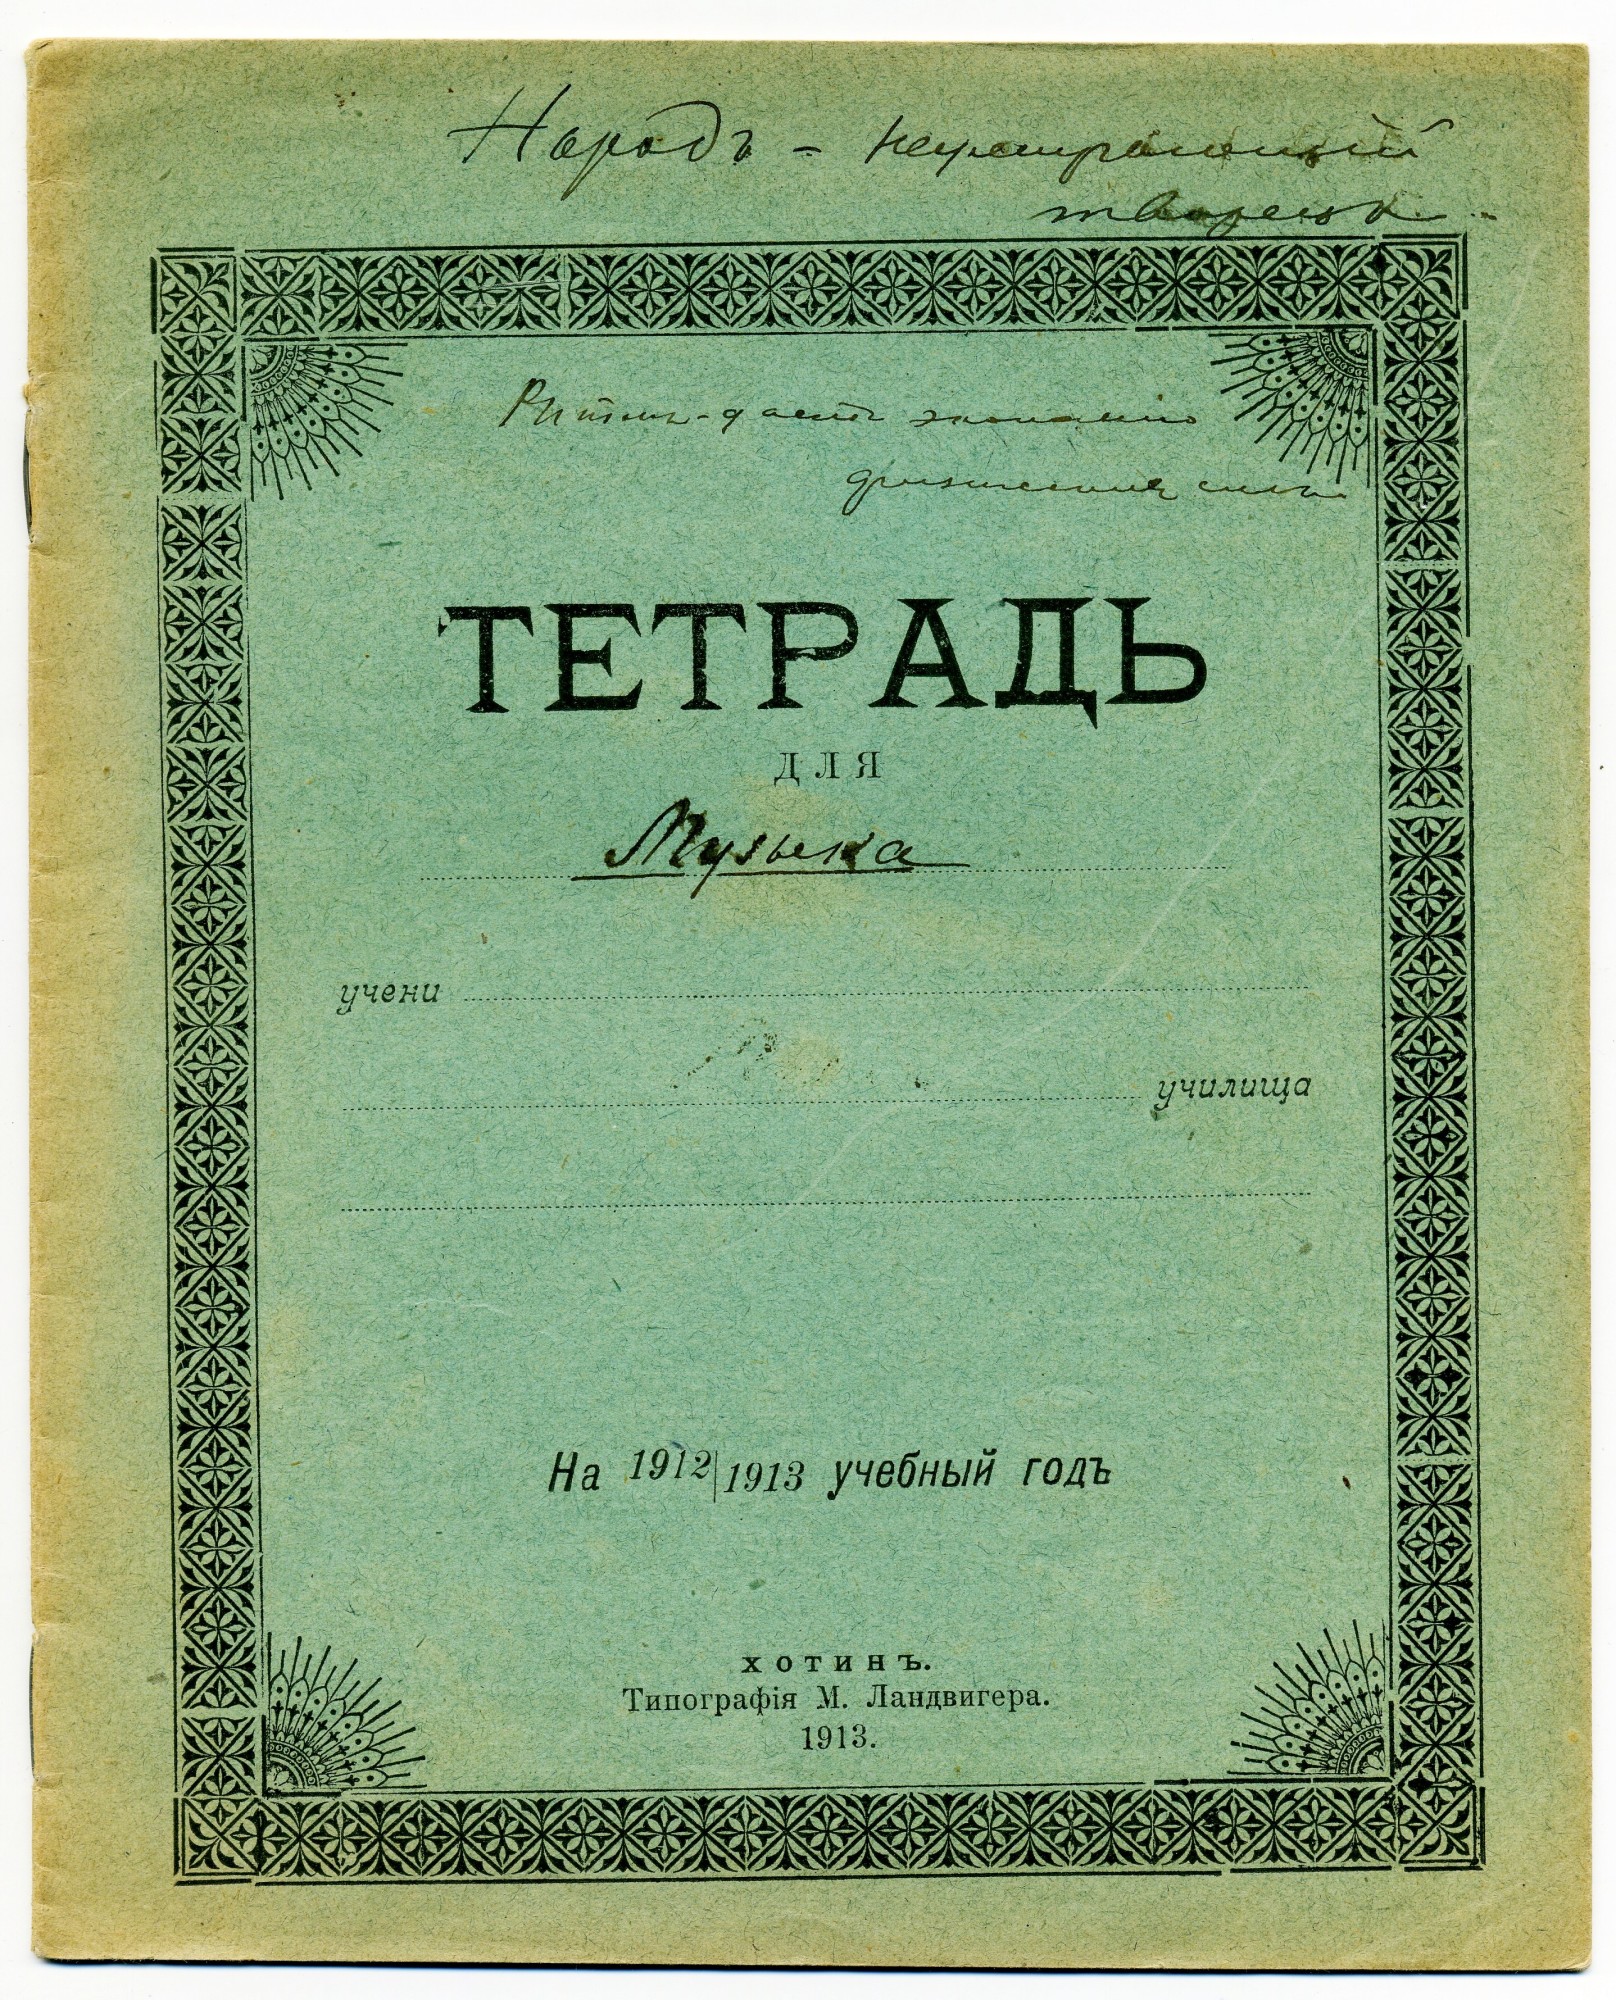 Народъ - неустранимый
творецъ.
Ритмъ - даетъ экономію
физическихъ силъ
ТЕТРАДЬ
ДЛЯ
Музыка
учени
училища
На 1912/1913 учебный годъ
ХОТИНЪ.
Типографія М. Ландвигера.
1913.